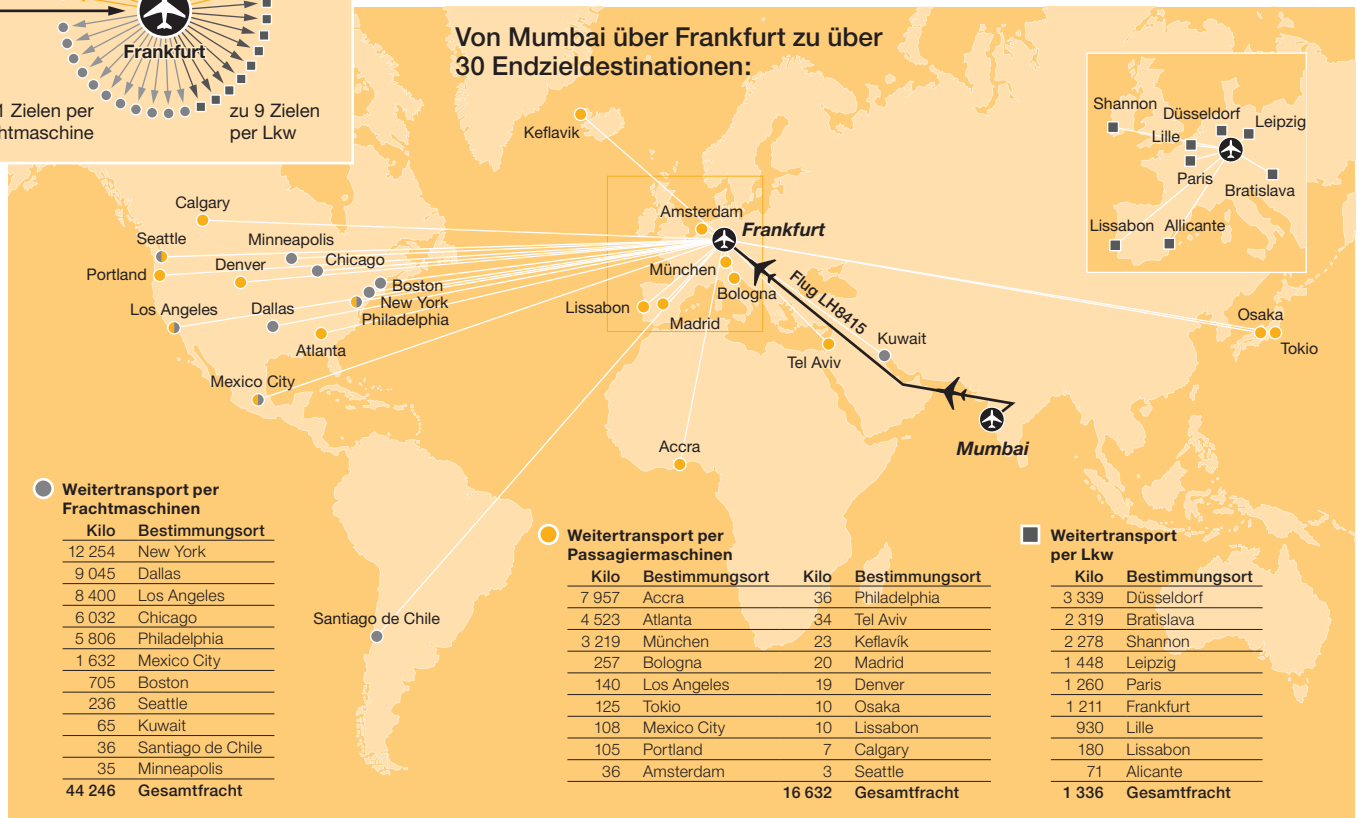 Frankfurt
1 Zielen per
htmaschine
zu 9 Zielen
per Lkw
Von Mumbai über Frankfurt zu über
30 Endzieldestinationen:
Keflavik
Calgary
Seattle
Minneapolis
Portland
Denver
Chicago
Boston
New York
Philadelphia
Los Angeles
Dallas
Atlanta
Mexico City
Santiago de Chile
Amsterdam
Frankfurt
München
Bologna
Lissabon
Madrid
Flug LH8415
Kuwait
Tel Aviv
Accra
Mumbai
Osaka
Tokio
Shannon
Düsseldorf
Leipzig
Lille
Paris
Bratislava
Lissabon
Allicante
Weitertransport per
Frachtmaschinen
Kilo Bestimmungsort
12 254 New York
9 045 Dallas
8 400 Los Angeles
6 032 Chicago
5 806 Philadelphia
1 632 Mexico City
705 Boston
236 Seattle
65 Kuwait
36 Santiago de Chile
35 Minneapolis
44 246 Gesamtfracht
Weitertransport per
Passagiermaschinen
Kilo Bestimmungsort Kilo Bestimmungsort
7 957 Accra 36 Philadelphia
4 523 Atlanta 34 Tel Aviv
3 219 München 23 Keflavík
257 Bologna 20 Madrid
140 Los Angeles 19 Denver
125 Tokio 10 Osaka
108 Mexico City 10 Lissabon
105 Portland 7 Calgary
36 Amsterdam 3 Seattle
16 632 Gesamtfracht
Weitertransport
per Lkw
Kilo Bestimmungsort
3 339 Düsseldorf
2 319 Bratislava
2 278 Shannon
1 448 Leipzig
1 260 Paris
1 211 Frankfurt
930 Lille
180 Lissabon
71 Alicante
1 336 Gesamtfracht